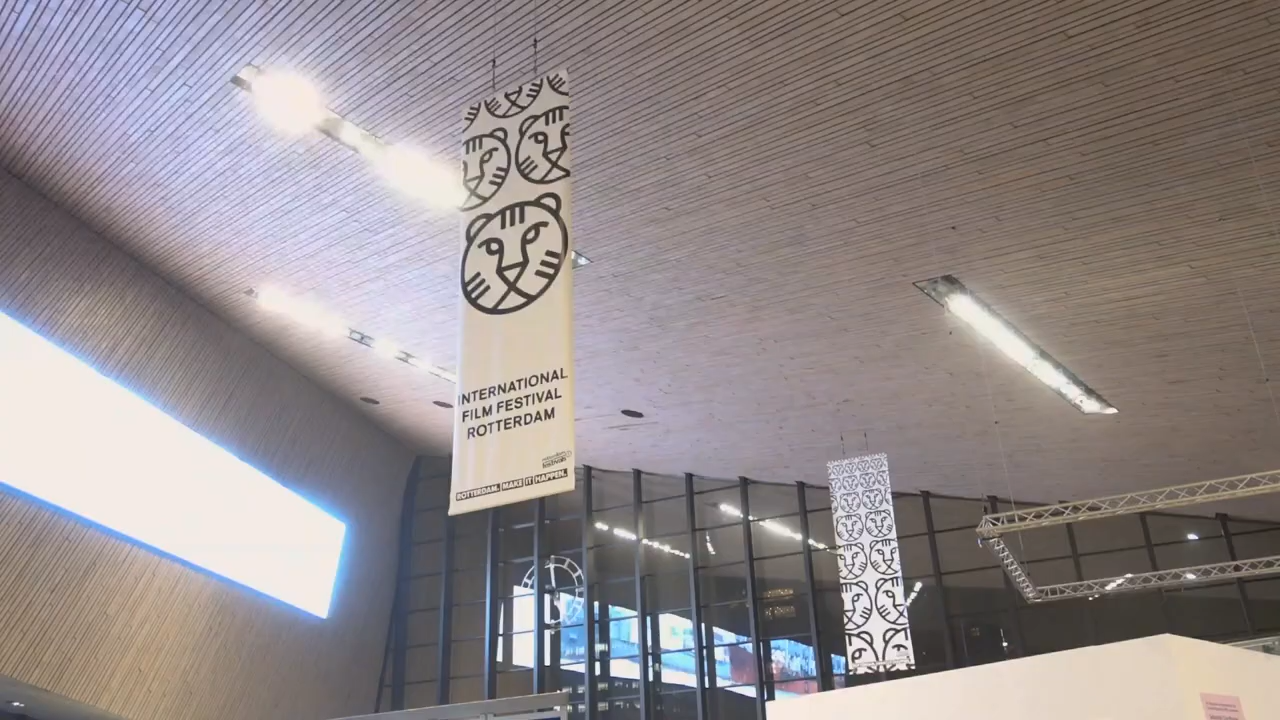 INTERNATIONAL
FILM FESTIVAL
ROTTERDAM
ROTTERDAM. MAKE IT HAPPEN.